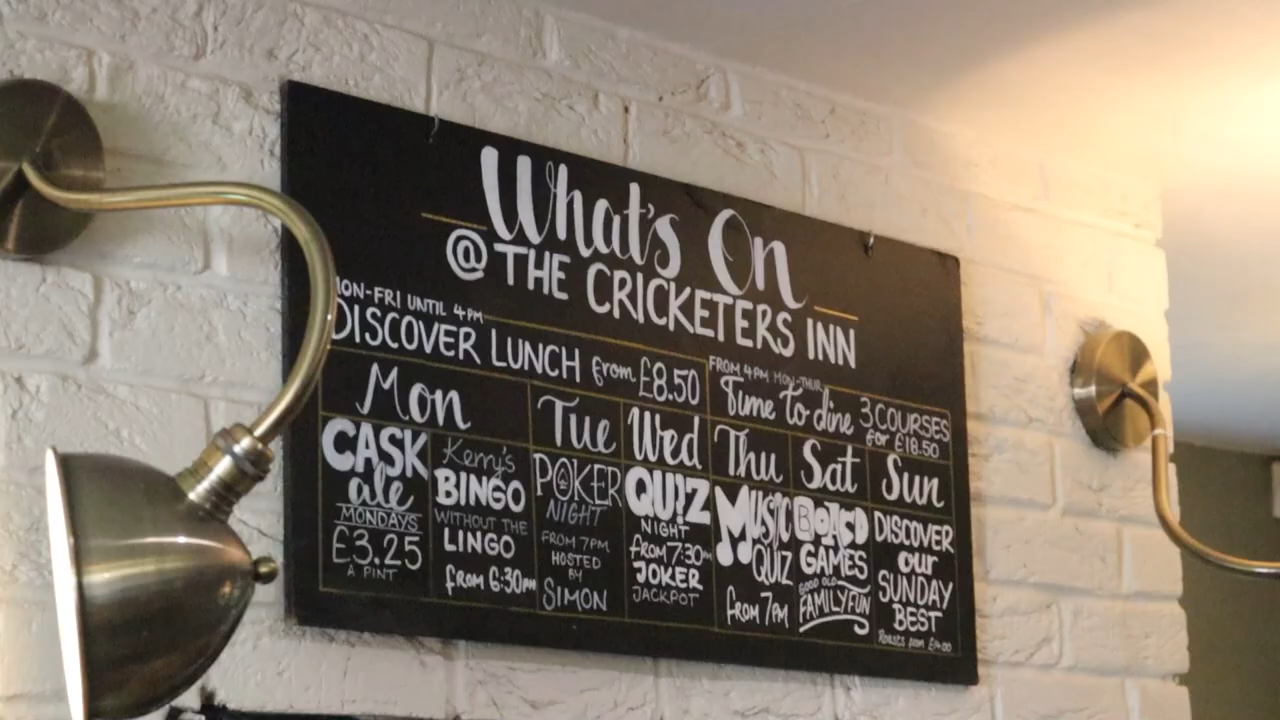 What's On
@ THE CRICKETERS INN
MON-FRI UNTIL 4PM
DISCOVER LUNCH from £8.50
FROM 4PM MON-THUR
Time to dine 3 COURSES
for £18.50
Mon
CASK
ale
MONDAYS
£3.25
A PINT
Kerry's
BINGO
WITHOUT THE
LINGO
from 6:30PM
Tue
POKER
NIGHT
FROM 7PM
HOSTED
BY
SIMON
Wed
QUIZ
NIGHT
from 7:30PM
JOKER
JACKPOT
Thu
MUSIC
QUIZ
from 7PM
Sat
BOARD
GAMES
GOOD OLD
FAMILY FUN
Sun
DISCOVER
our
SUNDAY
BEST
Roasts from